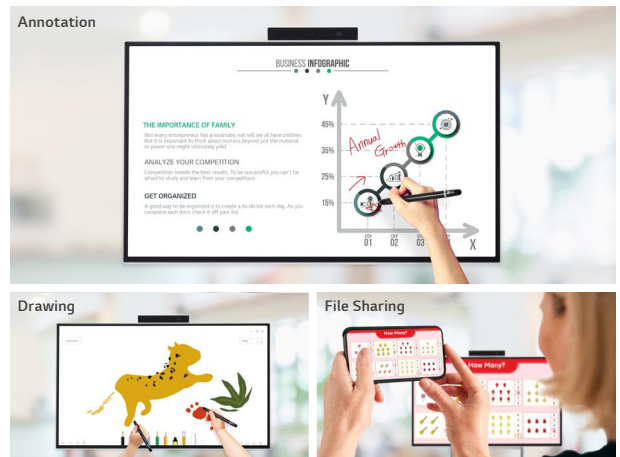 Annotation
BUSINESS INFOGRAPHIC
THE IMPORTANCE OF FAMILY
Not every entrepreneur has a soulmate, not will we all have children.
But it is important to think about success beyond just the material
or power one might ultimately yield.
ANALYZE YOUR COMPETITION
Competition breeds the best results. To be successful, you can't be
afraid to study and learn from your competitors.
GET ORGANIZED
A good way to be organized is to create a to-do list each day. As you
complete each item, check it off your list.
Y
45%
35%
25%
15%
Annual
Growth
01 02 03
X
Drawing
File Sharing
How Many?
How Many?